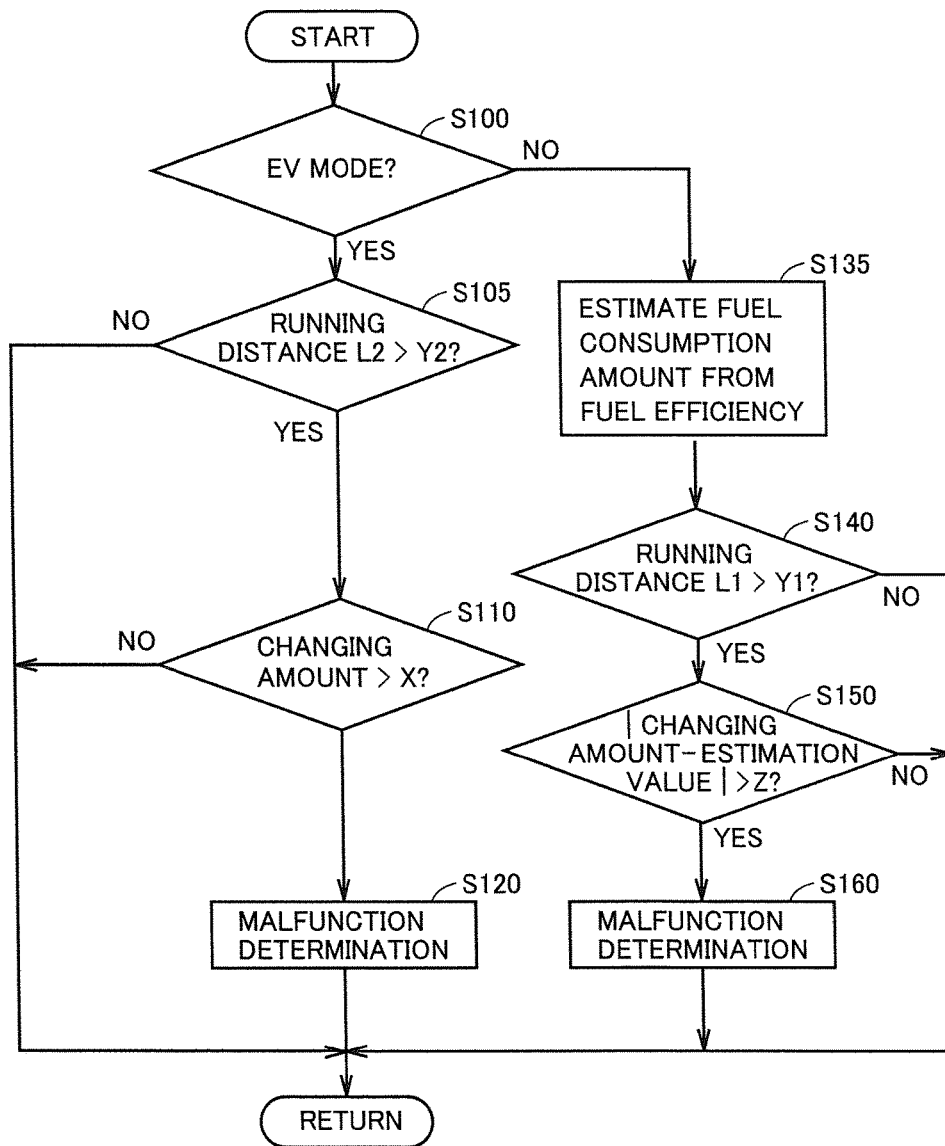 START
S100
EV MODE?
NO
YES
S105
NO
RUNNING
DISTANCE L2 > Y2?
YES
S135
ESTIMATE FUEL
CONSUMPTION
AMOUNT FROM
FUEL EFFICIENCY
S140
RUNNING
DISTANCE L1 > Y1?
NO
YES
S110
NO
CHANGING
AMOUNT > X?
S150
| CHANGING
AMOUNT-ESTIMATION
VALUE | >Z?
NO
YES
S120
MALFUNCTION
DETERMINATION
S160
MALFUNCTION
DETERMINATION
RETURN